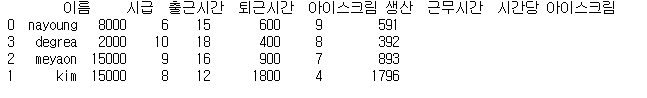 이름 시급 출근시간 퇴근시간 아이스크림 생산 근무시간 시간당 아이스크림
0 nayoung 8000 6 15 600 9 591
3 degrea 2000 10 18 400 8 392
2 meyaon 15000 9 16 900 7 893
1 kim 15000 8 12 1800 4 1796